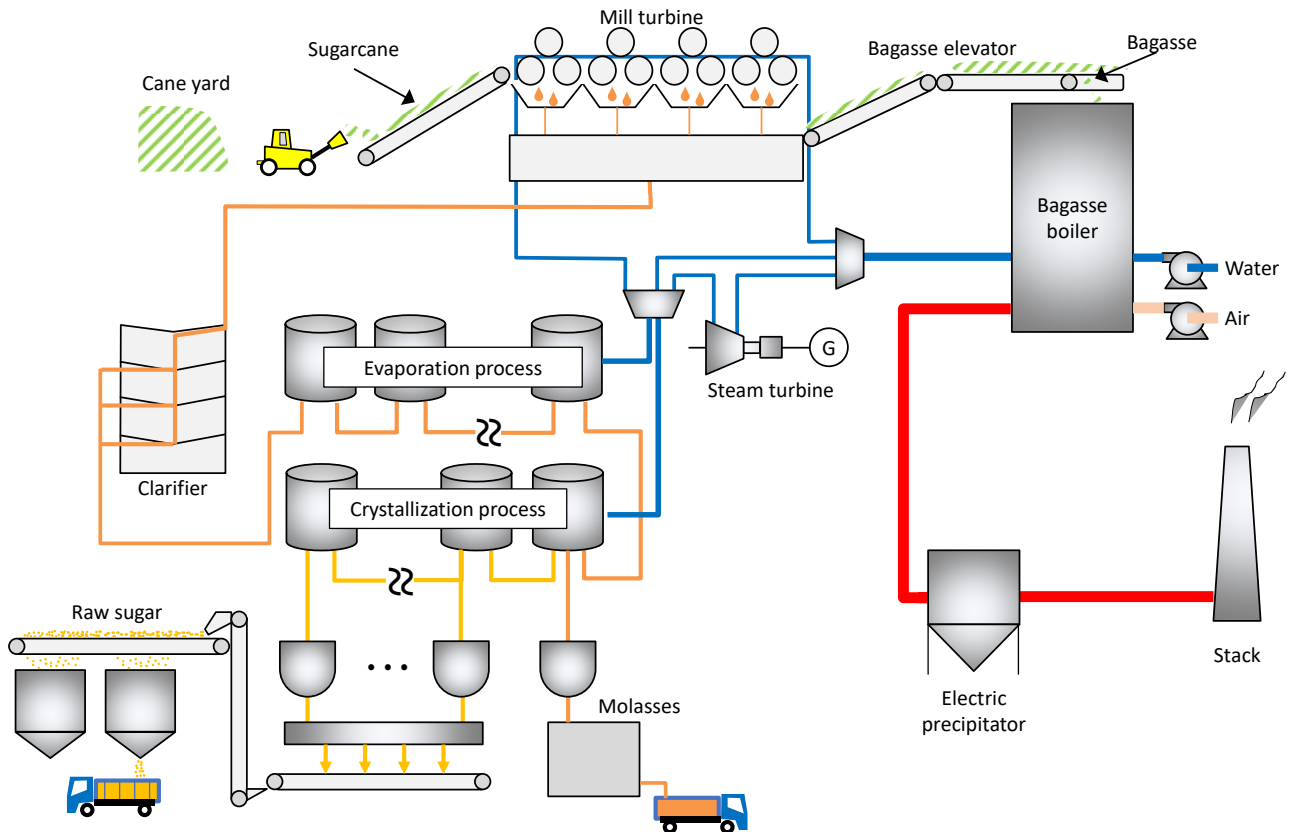 Mill turbine
Sugarcane
Bagasse elevator
Bagasse
Cane yard
Bagasse
boiler
Water
Air
Evaporation process
G
Steam turbine
Clarifier
Crystallization process
Raw sugar
Stack
Electric
precipitator
Molasses